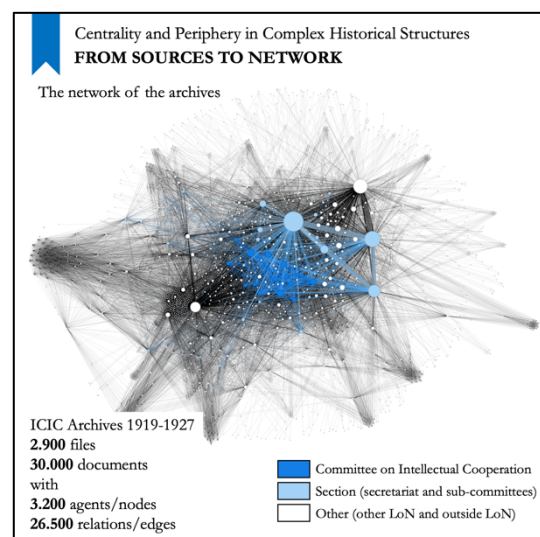 Centrality and Periphery in Complex Historical Structures
FROM SOURCES TO NETWORK
The network of the archives
ICIC Archives 1919-1927
2.900 files
30.000 documents
with
3.200 agents/nodes
26.500 relations/edges
Committee on Intellectual Cooperation
Section (secretariat and sub-committees)
Other (other LoN and outside LoN)